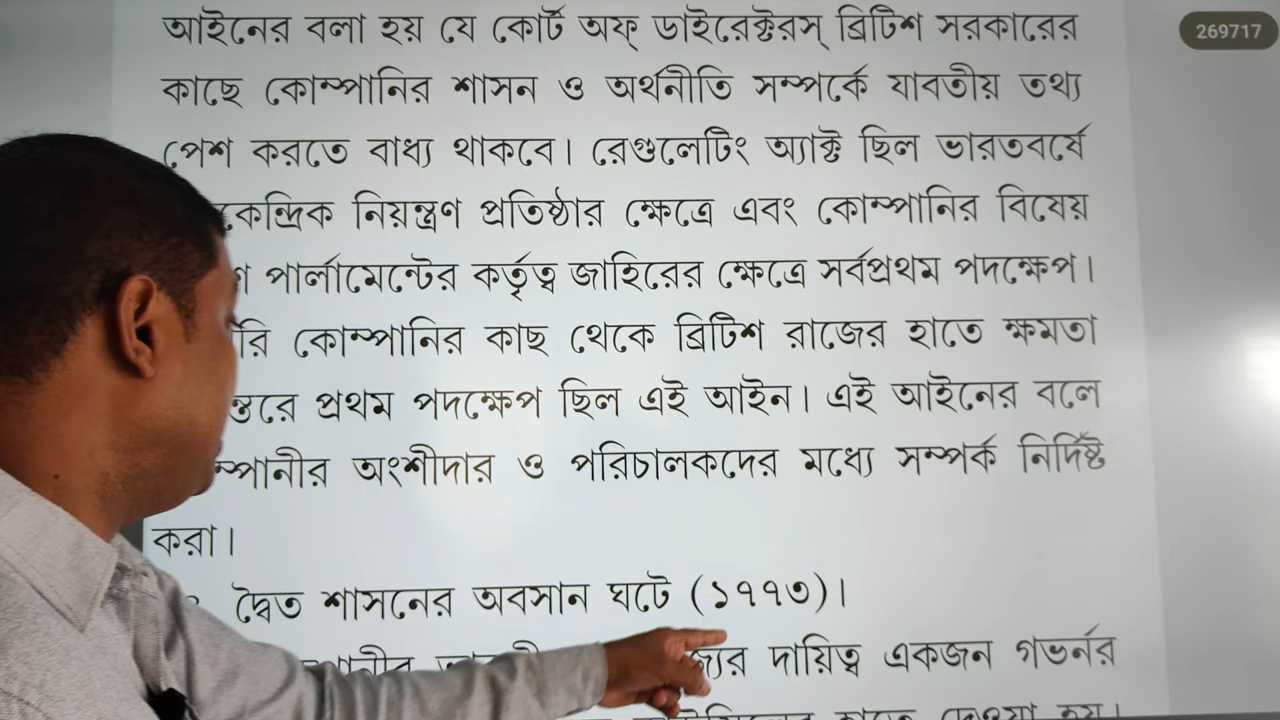 আইনের বলা হয় যে কোর্ট অফ্ ডাইরেক্টরস্ ব্রিটিশ সরকারের
269717
কাছে কোম্পানির শাসন ও অর্থনীতি সম্পর্কে যাবতীয় তথ্য
পেশ করতে বাধ্য থাকবে। রেগুলেটিং অ্যাক্ট ছিল ভারতবর্ষে
কেন্দ্রিক নিয়ন্ত্রণ প্রতিষ্ঠার ক্ষেত্রে এবং কোম্পানির বিষেয়
পার্লামেন্টের কর্তৃত্ব জাহিরের ক্ষেত্রে সর্বপ্রথম পদক্ষেপ।
রি কোম্পানির কাছ থেকে ব্রিটিশ রাজের হাতে ক্ষমতা
ন্তরে প্রথম পদক্ষেপ ছিল এই আইন। এই আইনের বলে
ম্পানীর অংশীদার ও পরিচালকদের মধ্যে সম্পর্ক নির্দিষ্ট
করা।
দ্বৈত শাসনের অবসান ঘটে (১৭৭৩)।
জ্যের দায়িত্ব একজন গভর্নর